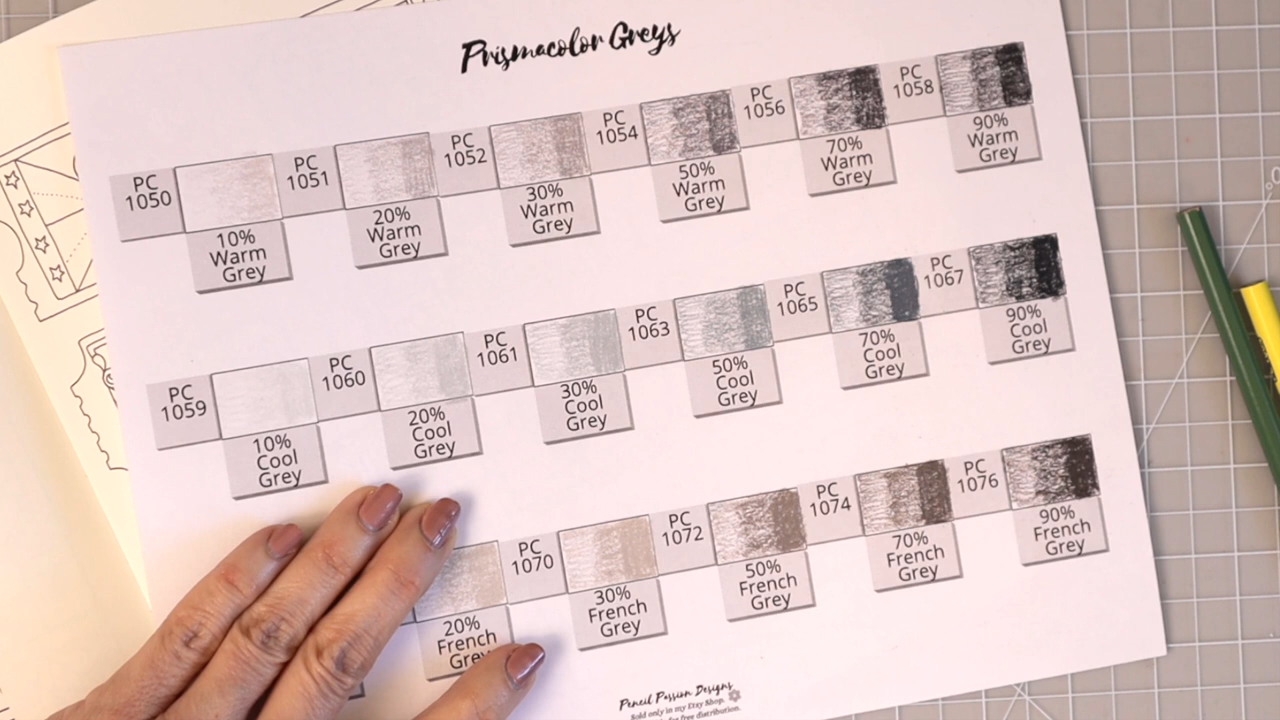 Prismacolor Greys
PC 1050
10% Warm Grey
PC 1051
20% Warm Grey
PC 1052
30% Warm Grey
PC 1054
50% Warm Grey
PC 1056
70% Warm Grey
PC 1058
90% Warm Grey
PC 1059
10% Cool Grey
PC 1060
20% Cool Grey
PC 1061
30% Cool Grey
PC 1063
50% Cool Grey
PC 1065
70% Cool Grey
PC 1067
90% Cool Grey
20% French Grey
PC 1070
30% French Grey
PC 1072
50% French Grey
PC 1074
70% French Grey
PC 1076
90% French Grey
Pencil Passion Designs
Sold only in my Etsy Shop.
for free distribution.